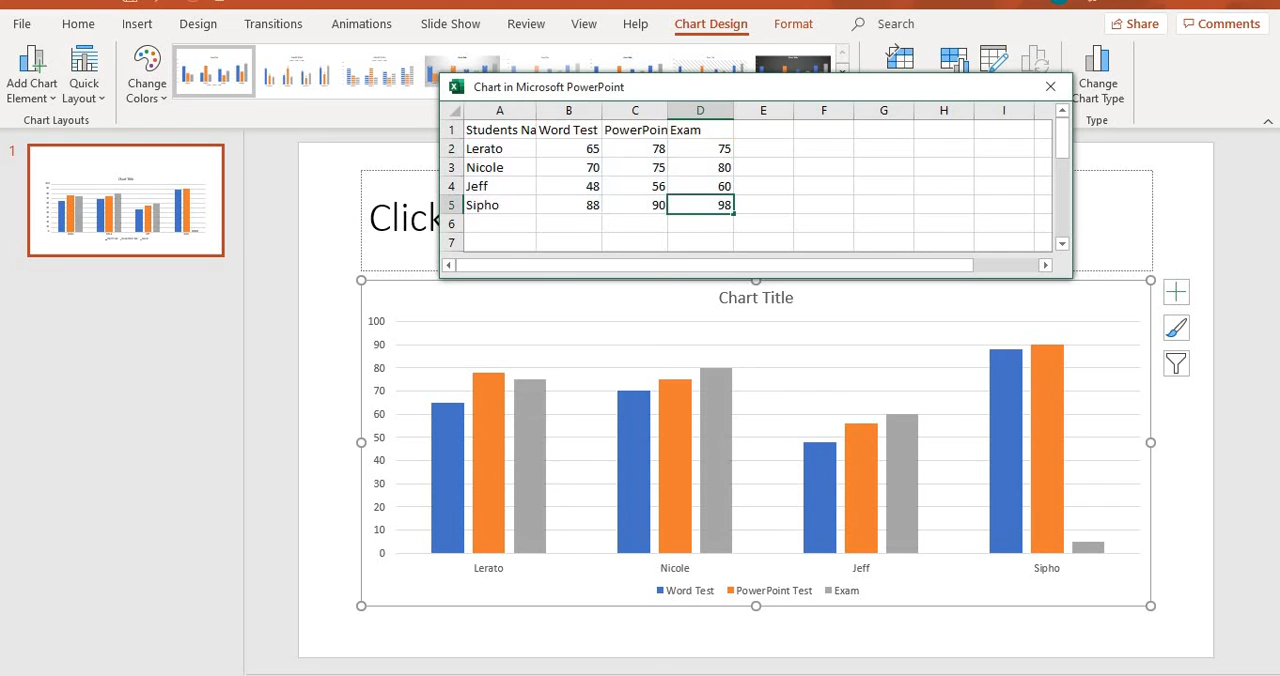 File Home Insert Design Transitions Animations Slide Show Review View Help Chart Design Format Search Share Comments
Add Chart Element Quick Layout Change Colors Change Chart Type
Chart Layouts Type
Chart in Microsoft PowerPoint
A B C D E F G H I
1 Students Na Word Test PowerPoin Exam
2 Lerato 65 78 75
3 Nicole 70 75 80
4 Jeff 48 56 60
5 Sipho 88 90 98
6
7
1
Click
Chart Title
100
90
80
70
60
50
40
30
20
10
0
Lerato Nicole Jeff Sipho
Word Test PowerPoint Test Exam